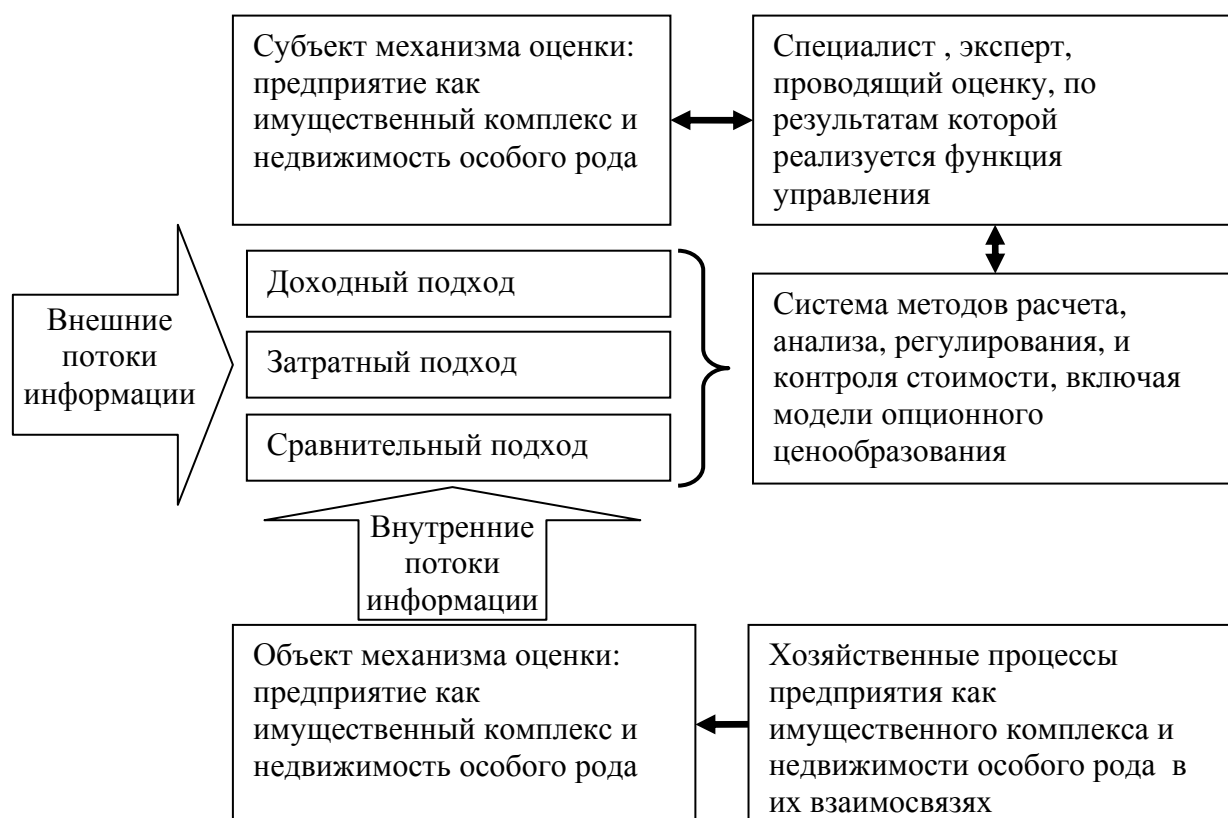 Субъект механизма оценки:
предприятие как
имущественный комплекс и
недвижимость особого рода
Специалист , эксперт,
проводящий оценку, по
результатам которой
реализуется функция
управления
Внешние
потоки
информации
Доходный подход
Затратный подход
Сравнительный подход
Система методов расчета,
анализа, регулирования, и
контроля стоимости, включая
модели опционного
ценообразования
Внутренние
потоки
информации
Объект механизма оценки:
предприятие как
имущественный комплекс и
недвижимость особого рода
Хозяйственные процессы
предприятия как
имущественного комплекса и
недвижимости особого рода в
их взаимосвязях